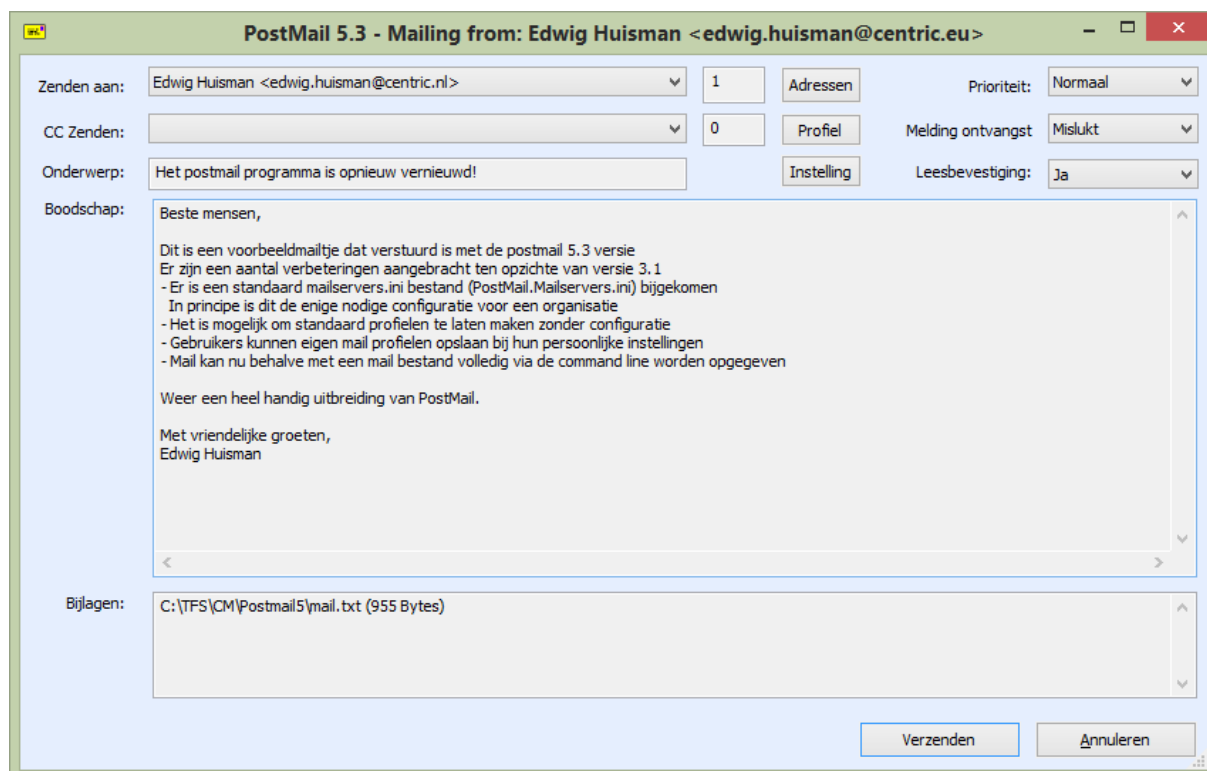 PostMail 5.3 - Mailing from: Edwig Huisman <edwig.huisman@centric.eu>
Zenden aan: Edwig Huisman <edwig.huisman@centric.nl> 1 Adressen Prioriteit: Normaal
CC Zenden: 0 Profiel Melding ontvangst Mislukt
Onderwerp: Het postmail programma is opnieuw vernieuwd! Instelling Leesbevestiging: Ja
Boodschap:
Beste mensen,
Dit is een voorbeeldmailtje dat verstuurd is met de postmail 5.3 versie
Er zijn een aantal verbeteringen aangebracht ten opzichte van versie 3.1
- Er is een standaard mailservers.ini bestand (PostMail.Mailservers.ini) bijgekomen
In principe is dit de enige nodige configuratie voor een organisatie
- Het is mogelijk om standaard profielen te laten maken zonder configuratie
- Gebruikers kunnen eigen mail profielen opslaan bij hun persoonlijke instellingen
- Mail kan nu behalve met een mail bestand volledig via de command line worden opgegeven
Weer een heel handig uitbreiding van PostMail.
Met vriendelijke groeten,
Edwig Huisman
Bijlagen: C:\TFS\CM\Postmail5\mail.txt (955 Bytes)
Verzenden Annuleren